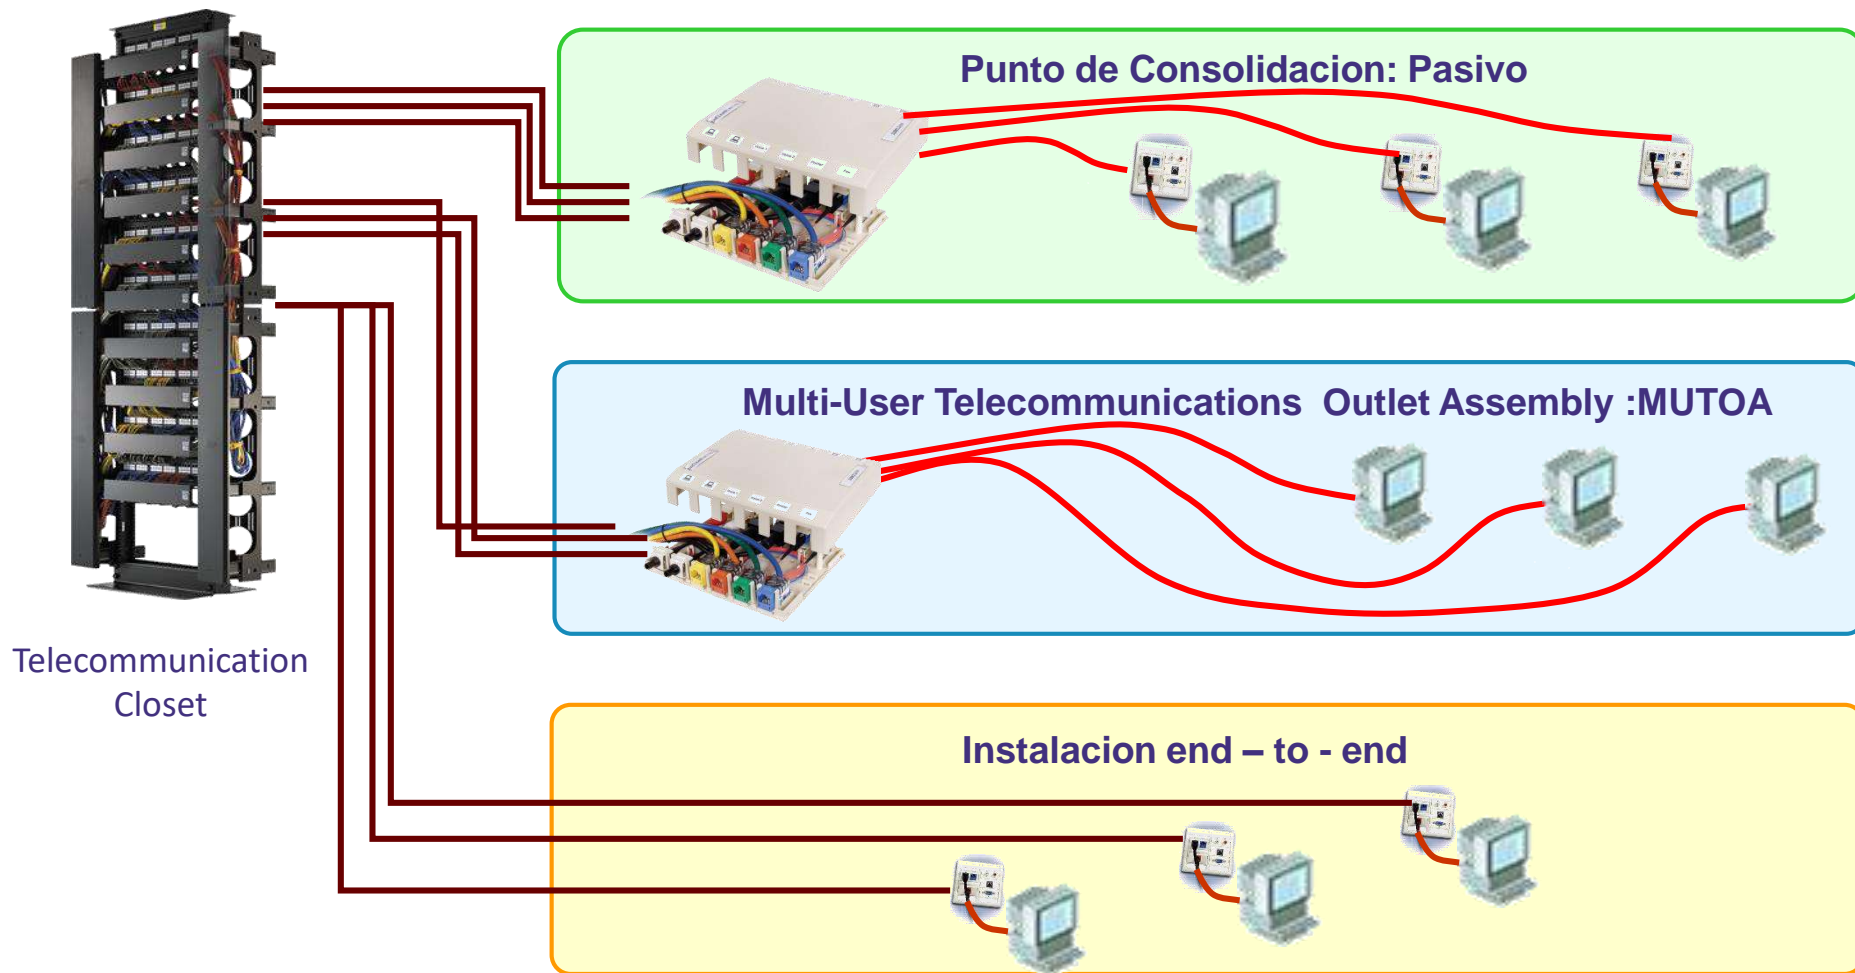 Punto de Consolidacion: Pasivo
Multi-User Telecommunications  Outlet Assembly :MUTOA
Telecommunication
Closet
Instalacion end – to - end